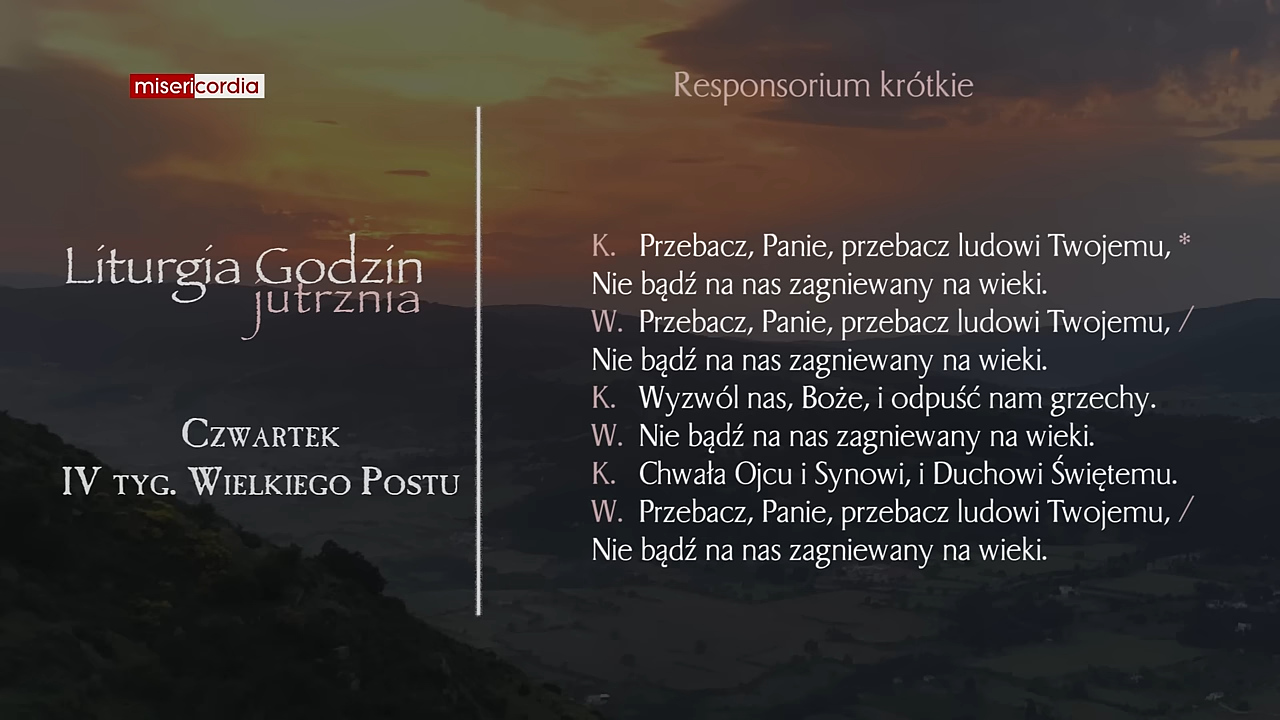 misericordia
Liturgia Godzin
jutrznia
Czwartek
IV tyg. Wielkiego Postu
Responsorium krótkie
K. Przebacz, Panie, przebacz ludowi Twojemu, *
Nie bądź na nas zagniewany na wieki.
W. Przebacz, Panie, przebacz ludowi Twojemu, /
Nie bądź na nas zagniewany na wieki.
K. Wyzwól nas, Boże, i odpuść nam grzechy.
W. Nie bądź na nas zagniewany na wieki.
K. Chwała Ojcu i Synowi, i Duchowi Świętemu.
W. Przebacz, Panie, przebacz ludowi Twojemu, /
Nie bądź na nas zagniewany na wieki.